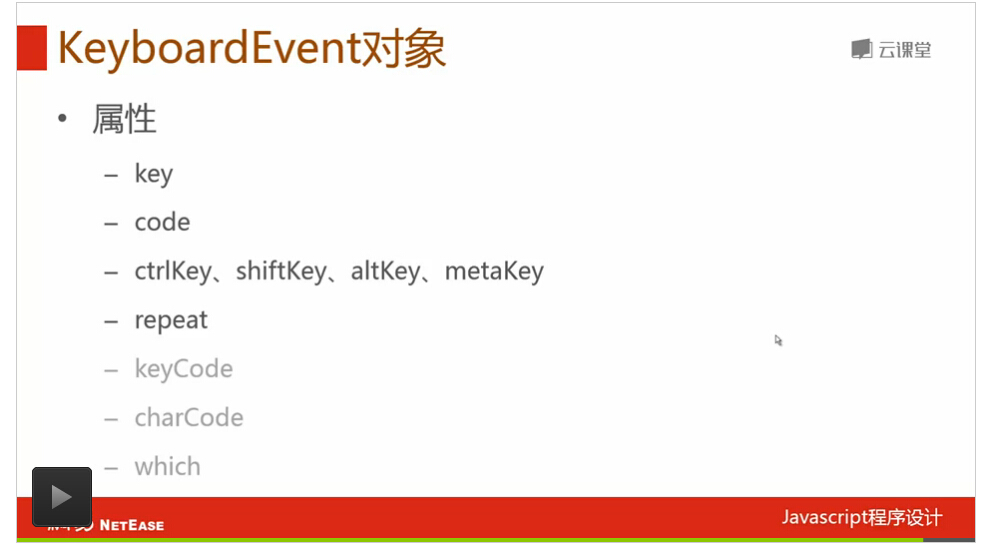 KeyboardEvent对象
云课堂
• 属性
– key
– code
– ctrlKey、shiftKey、altKey、metaKey
– repeat
– keyCode
– charCode
– which
NETEASE
Javascript程序设计